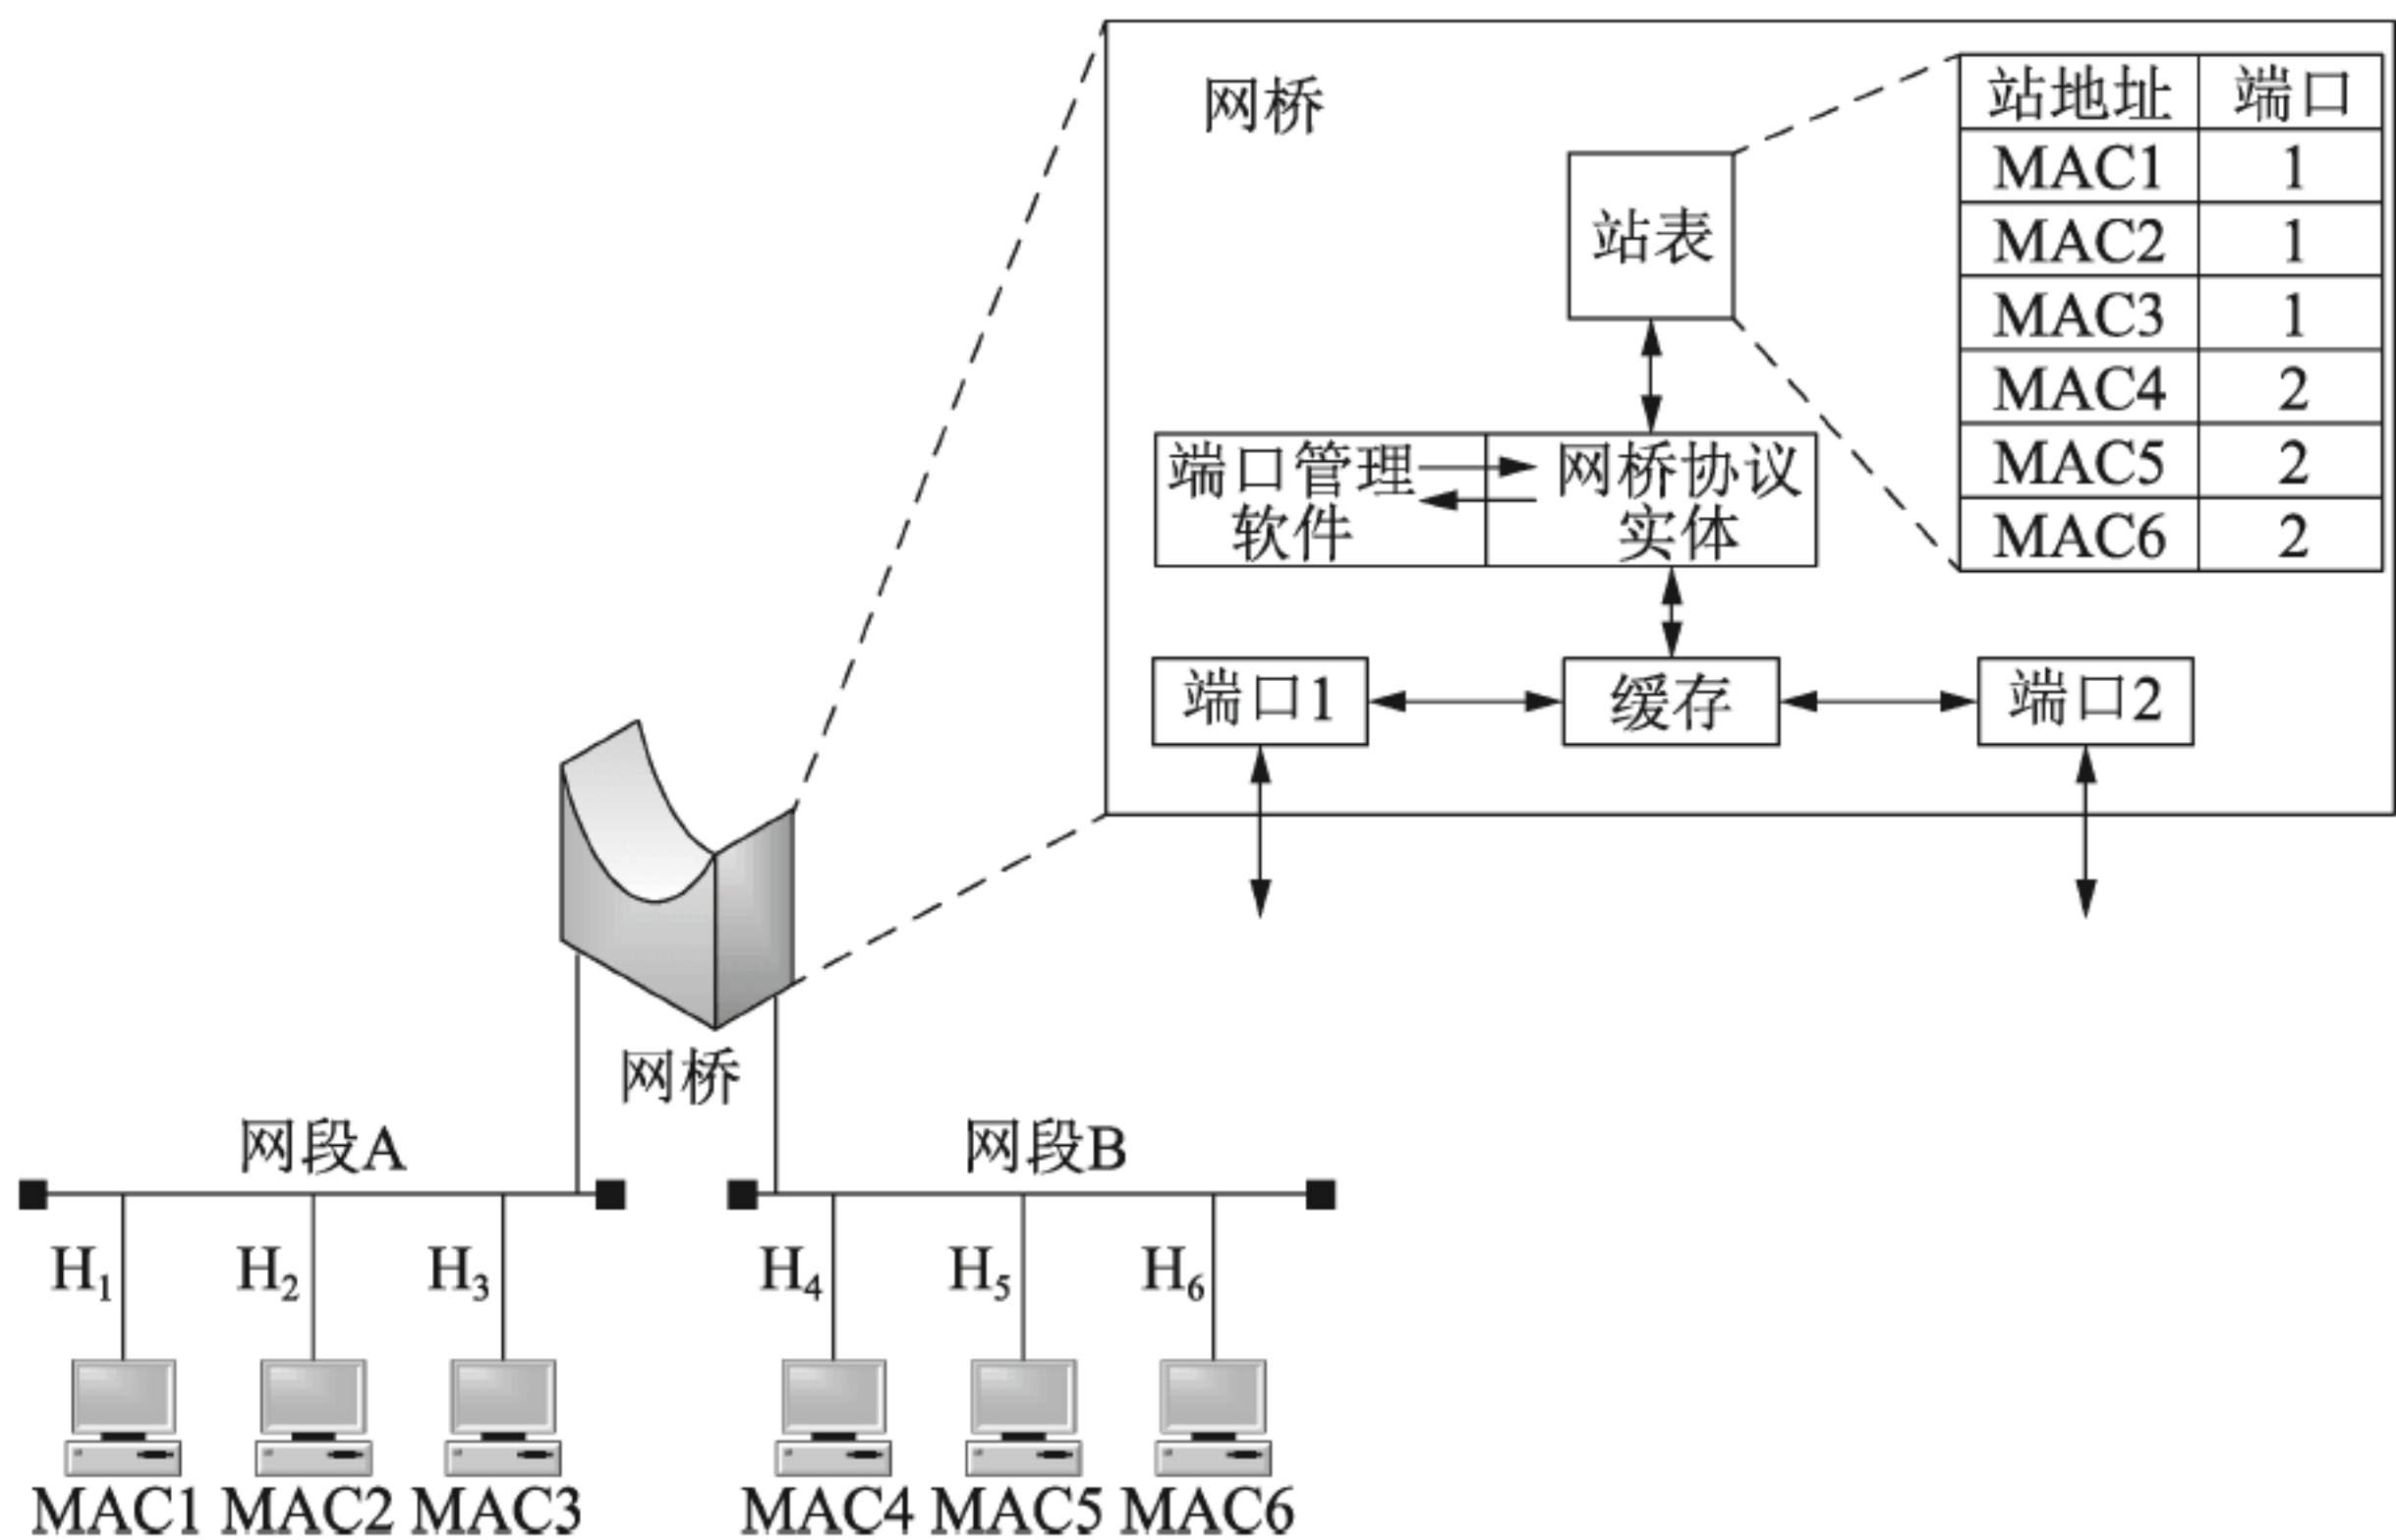 网桥
站地址 端口
MAC1 1
MAC2 1
MAC3 1
MAC4 2
MAC5 2
MAC6 2
站表
端口管理
软件
网桥协议
实体
端口1
缓存
端口2
网桥
网段A
网段B
H1 H2 H3 H4 H5 H6
MAC1 MAC2 MAC3 MAC4 MAC5 MAC6